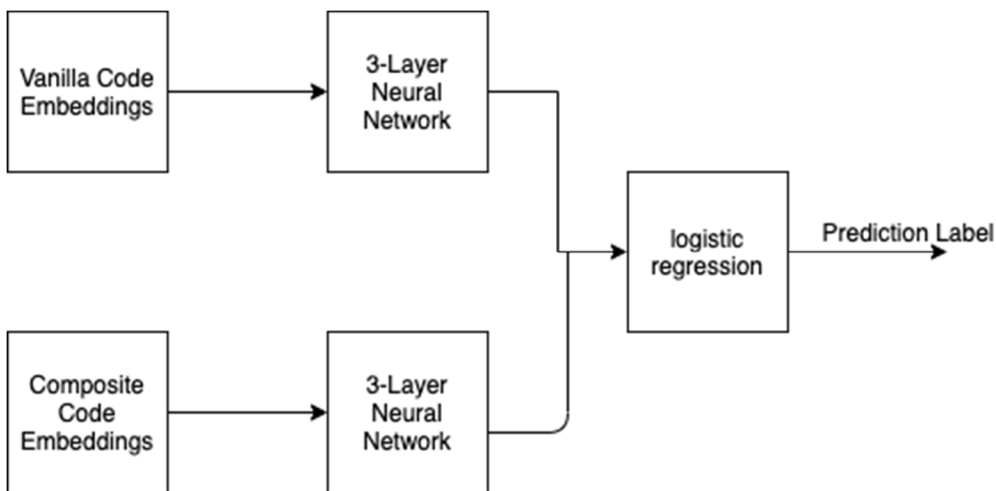 Vanilla Code
Embeddings
3-Layer
Neural
Network
logistic
regression
Prediction Label
Composite
Code
Embeddings
3-Layer
Neural
Network